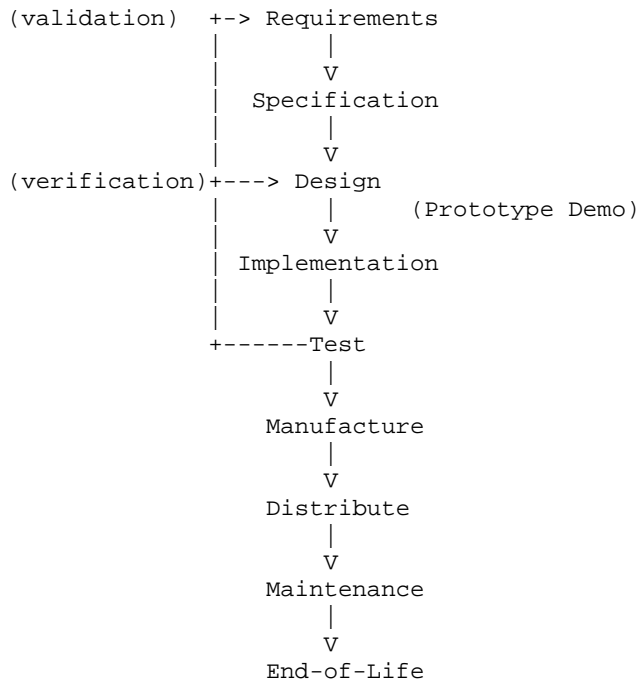 (validation) +-> Requirements
| |
| V
| Specification
| |
| V
(verification)+---> Design
| | (Prototype Demo)
| V
| Implementation
| |
| V
+------Test
|
V
Manufacture
|
V
Distribute
|
V
Maintenance
|
V
End-of-Life